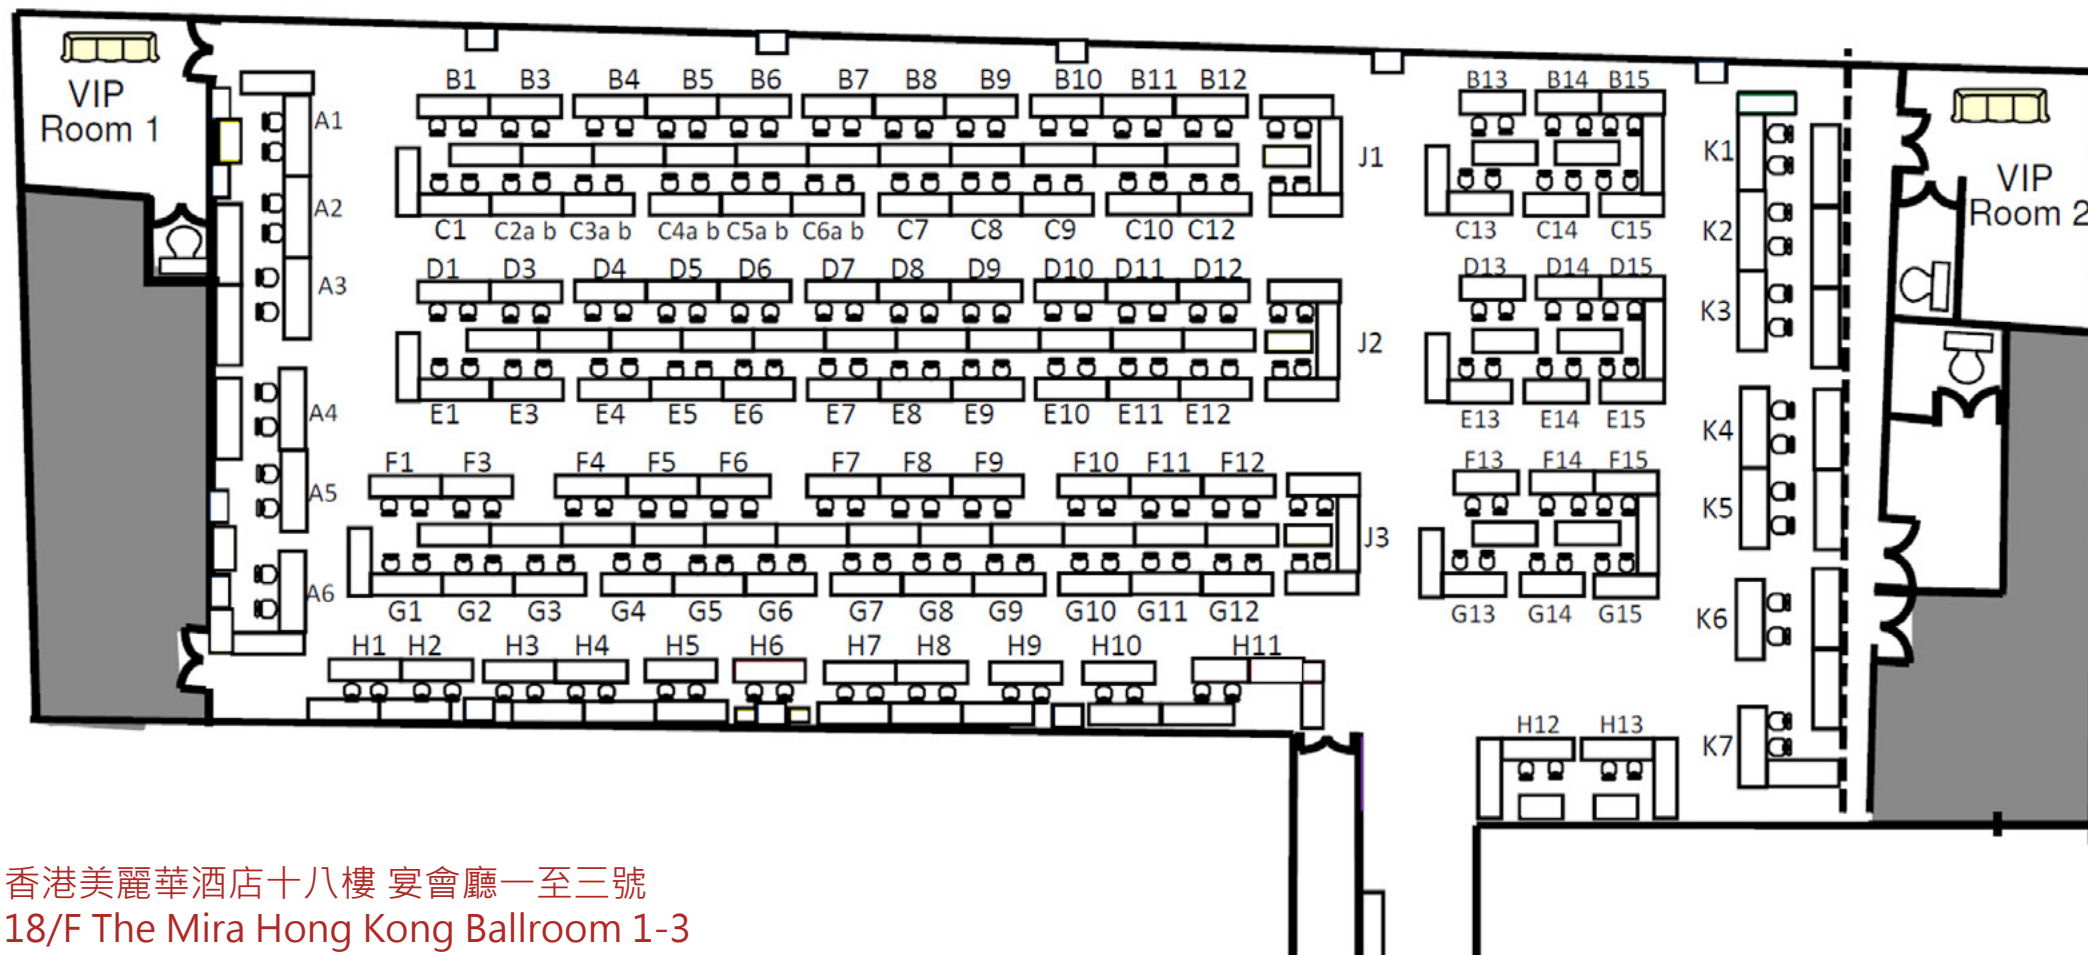 VIP
Room 1
B1 B3 B4 B5 B6 B7 B8 B9 B10 B11 B12 B13 B14 B15
A1
J1
K1
VIP
Room 2
A2
C1 C2a b C3a b C4a b C5a b C6a b C7 C8 C9 C10 C12 C13 C14 C15
K2
D1 D3 D4 D5 D6 D7 D8 D9 D10 D11 D12 D13 D14 D15
A3
K3
J2
A4
E1 E3 E4 E5 E6 E7 E8 E9 E10 E11 E12 E13 E14 E15
K4
F1 F3 F4 F5 F6 F7 F8 F9 F10 F11 F12 F13 F14 F15
A5
K5
J3
A6
G1 G2 G3 G4 G5 G6 G7 G8 G9 G10 G11 G12 G13 G14 G15
K6
H1 H2 H3 H4 H5 H6 H7 H8 H9 H10 H11
H12 H13
K7
香港美麗華酒店十八樓 宴會廳一至三號
18/F The Mira Hong Kong Ballroom 1-3